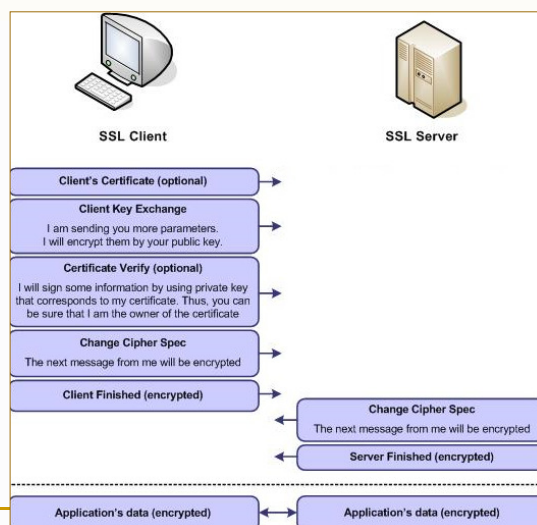 SSL Client
SSL Server
Client's Certificate (optional)
Client Key Exchange
I am sending you more parameters.
I will encrypt them by your public key.
Certificate Verify (optional)
I will sign some information by using private key
that corresponds to my certificate. Thus, you can
be sure that I am the owner of the certificate
Change Cipher Spec
The next message from me will be encrypted
Client Finished (encrypted)
Change Cipher Spec
The next message from me will be encrypted
Server Finished (encrypted)
Application's data (encrypted)
Application's data (encrypted)